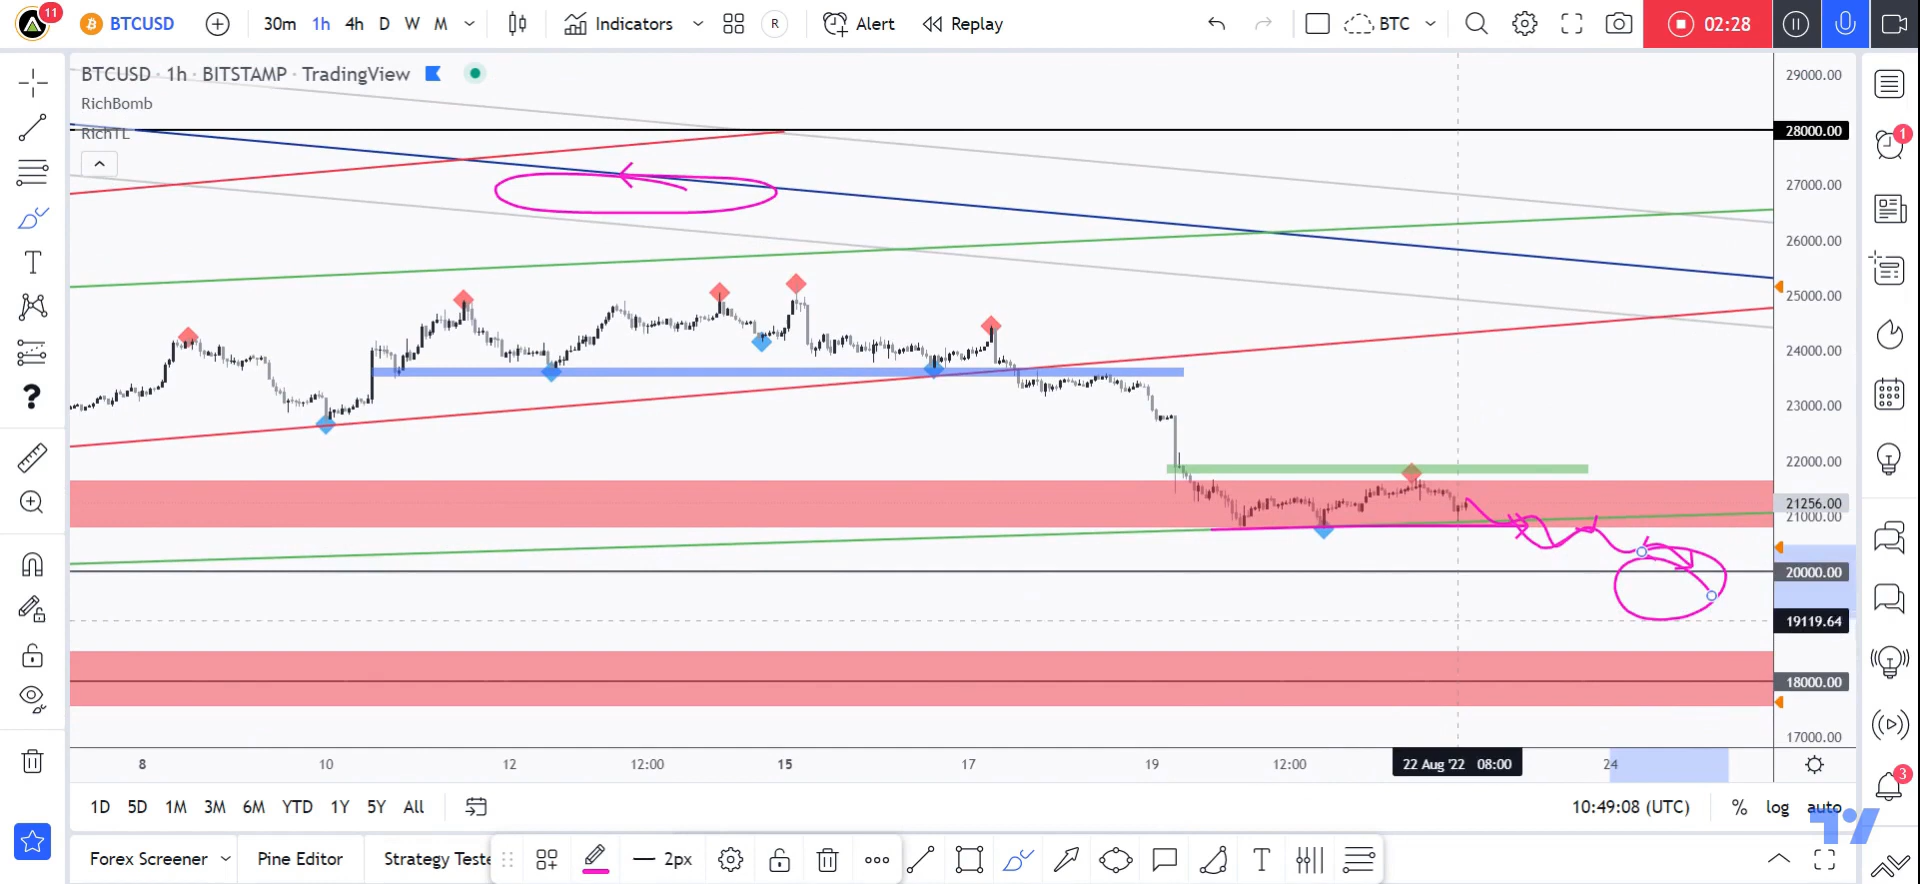 11
BTCUSD
30m 1h 4h D W M
Indicators
R
Alert
Replay
BTC
02:28
BTCUSD · 1h · BITSTAMP · TradingView
RichBomb
RichTL
29000.00
28000.00
27000.00
26000.00
25000.00
24000.00
23000.00
22000.00
21256.00
21000.00
20000.00
19119.64
18000.00
17000.00
T
?
1
3
8 10 12 12:00 15 17 19 12:00 22 Aug '22 08:00 24
1D 5D 1M 3M 6M YTD 1Y 5Y All
10:49:08 (UTC) % log auto
Forex Screener Pine Editor Strategy Teste
2px
T